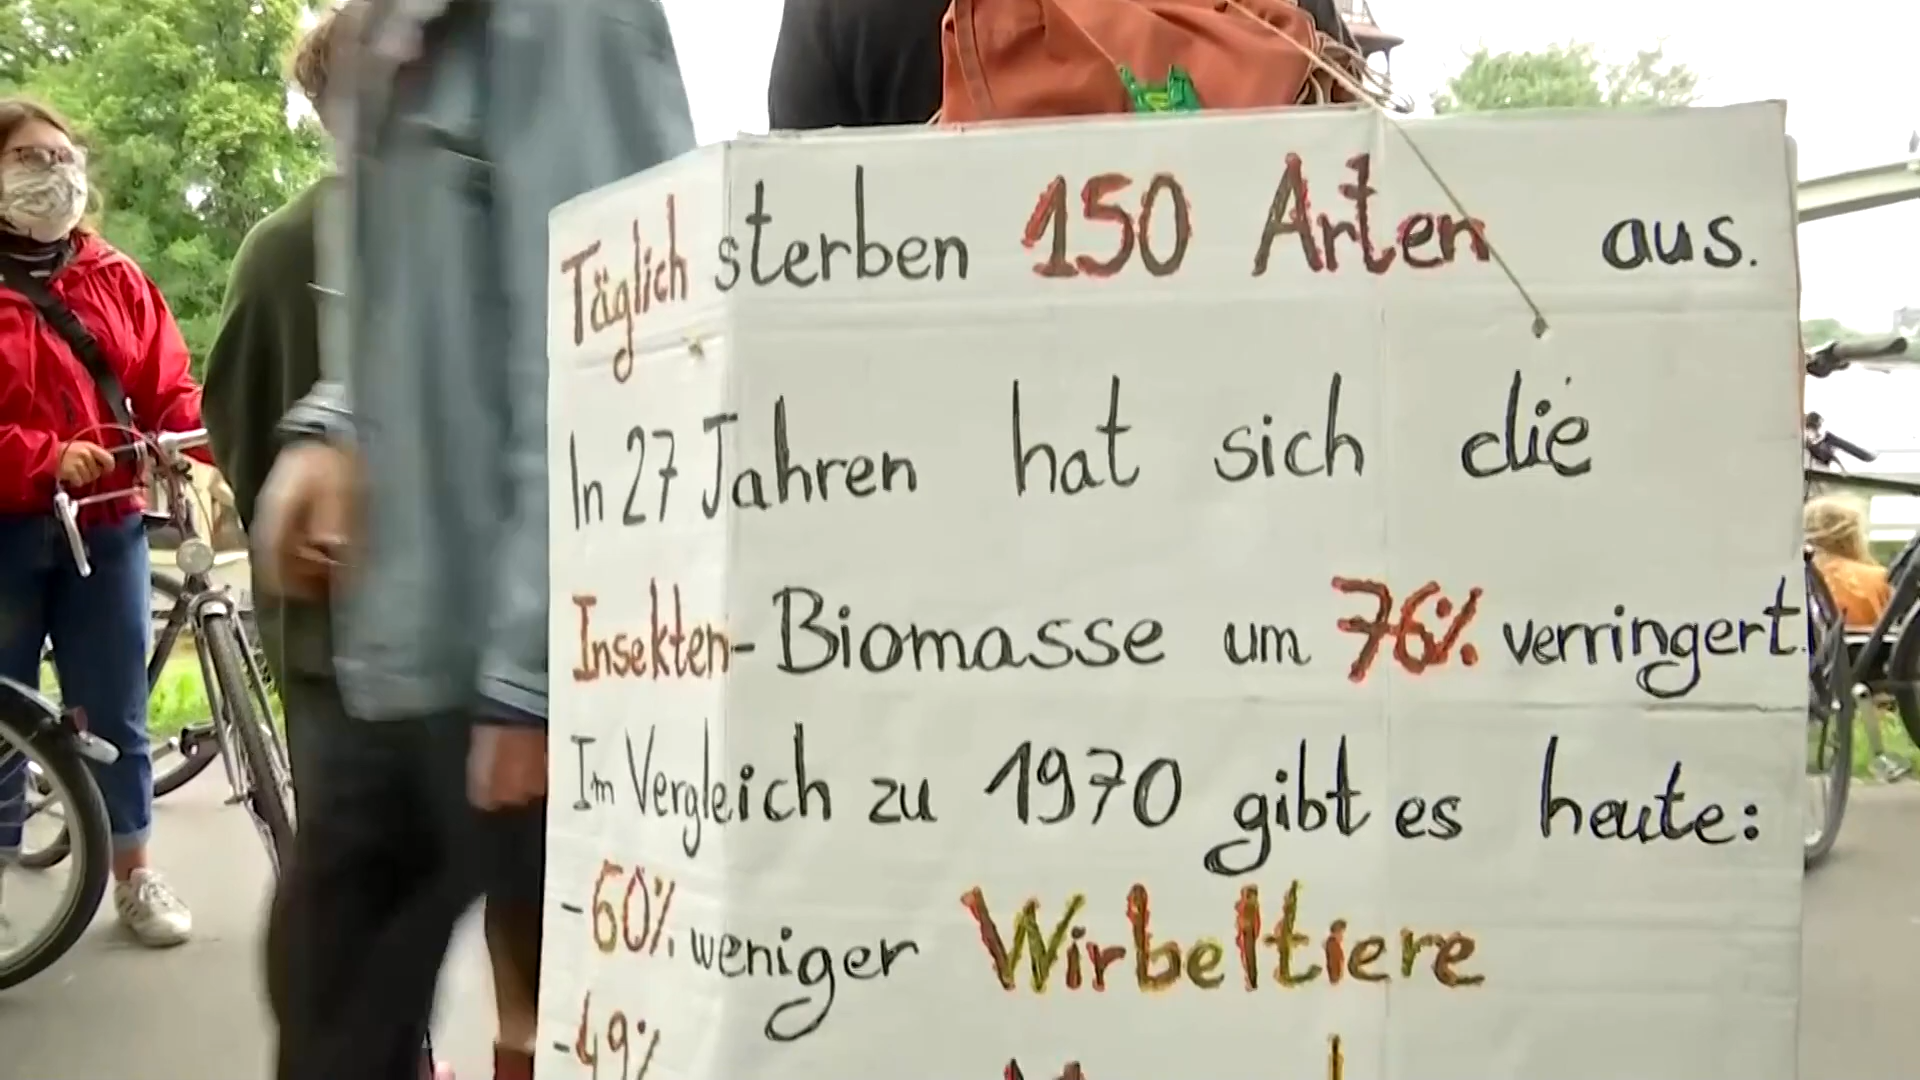 Täglich sterben 150 Arten aus.
In 27 Jahren hat sich die
Insekten-Biomasse um 76% verringert.
Im Vergleich zu 1970 gibt es heute:
-60% weniger Wirbeltiere
-49%